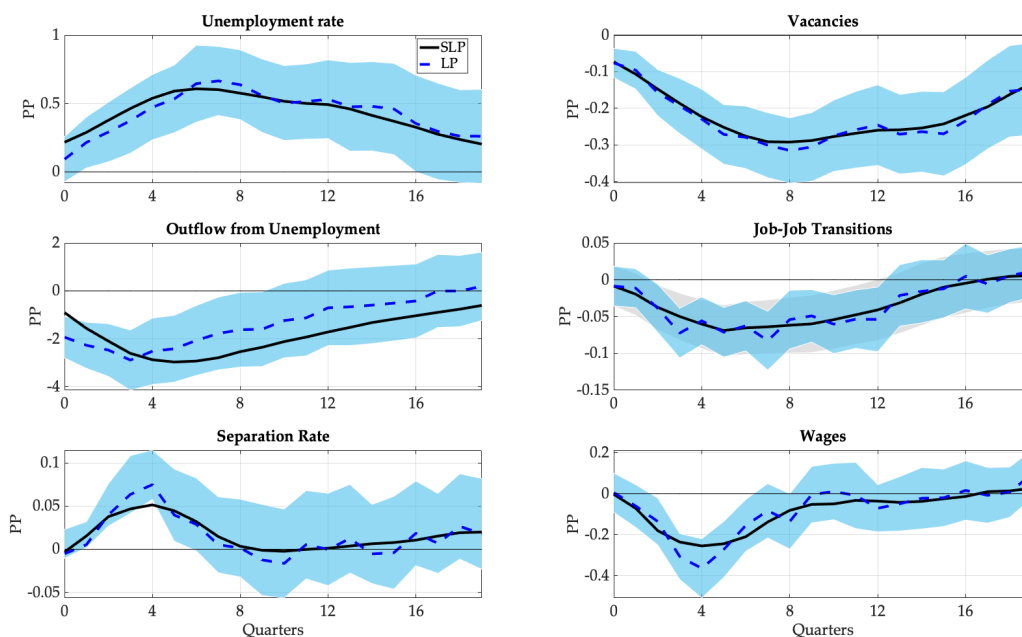 Unemployment rate
1
0.5
0
PP
SLP
LP
0 4 8 12 16
Vacancies
0
-0.1
-0.2
-0.3
-0.4
PP
0 4 8 12 16
Outflow from Unemployment
2
0
-2
-4
PP
0 4 8 12 16
Job-Job Transitions
0.05
0
-0.05
-0.1
-0.15
PP
0 4 8 12 16
Separation Rate
0.1
0.05
0
-0.05
PP
0 4 8 12 16
Quarters
Wages
0.2
0
-0.2
-0.4
PP
0 4 8 12 16
Quarters